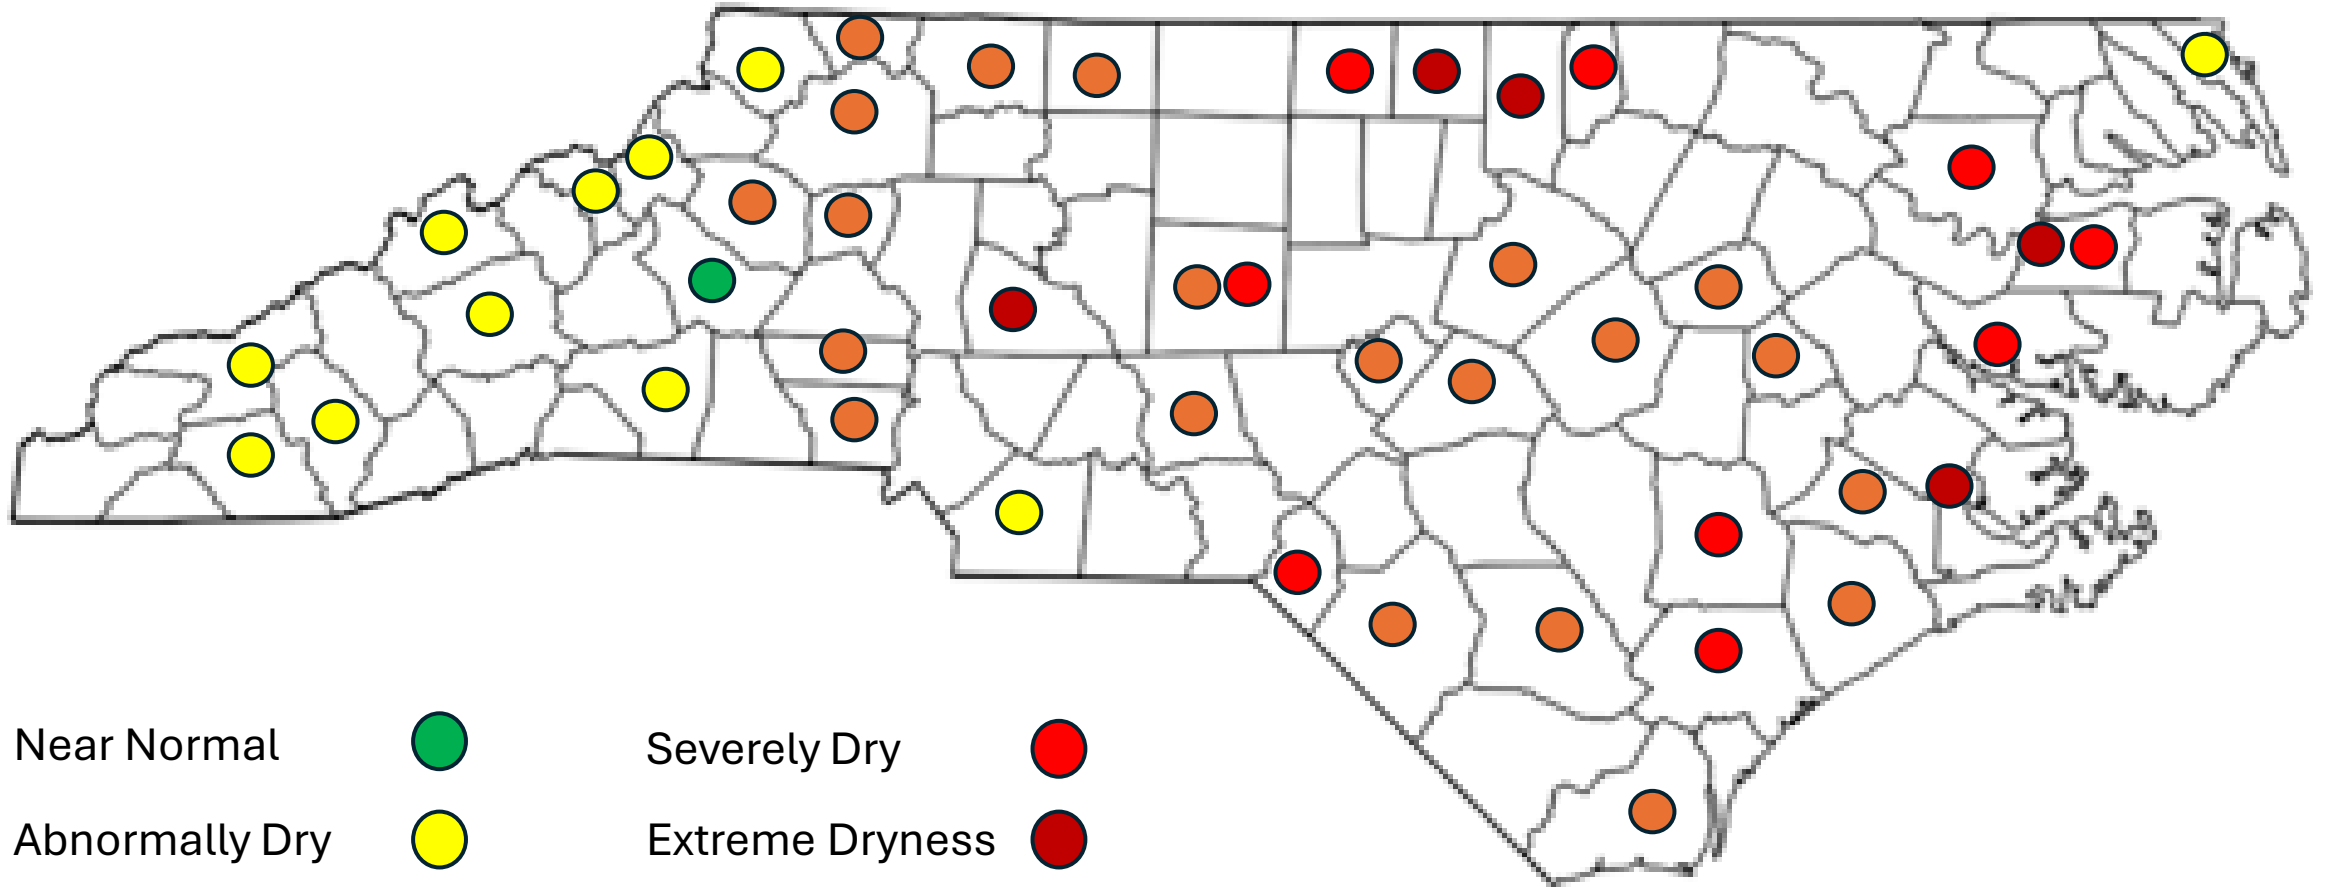 Near Normal
Severely Dry
Abnormally Dry
Extreme Dryness